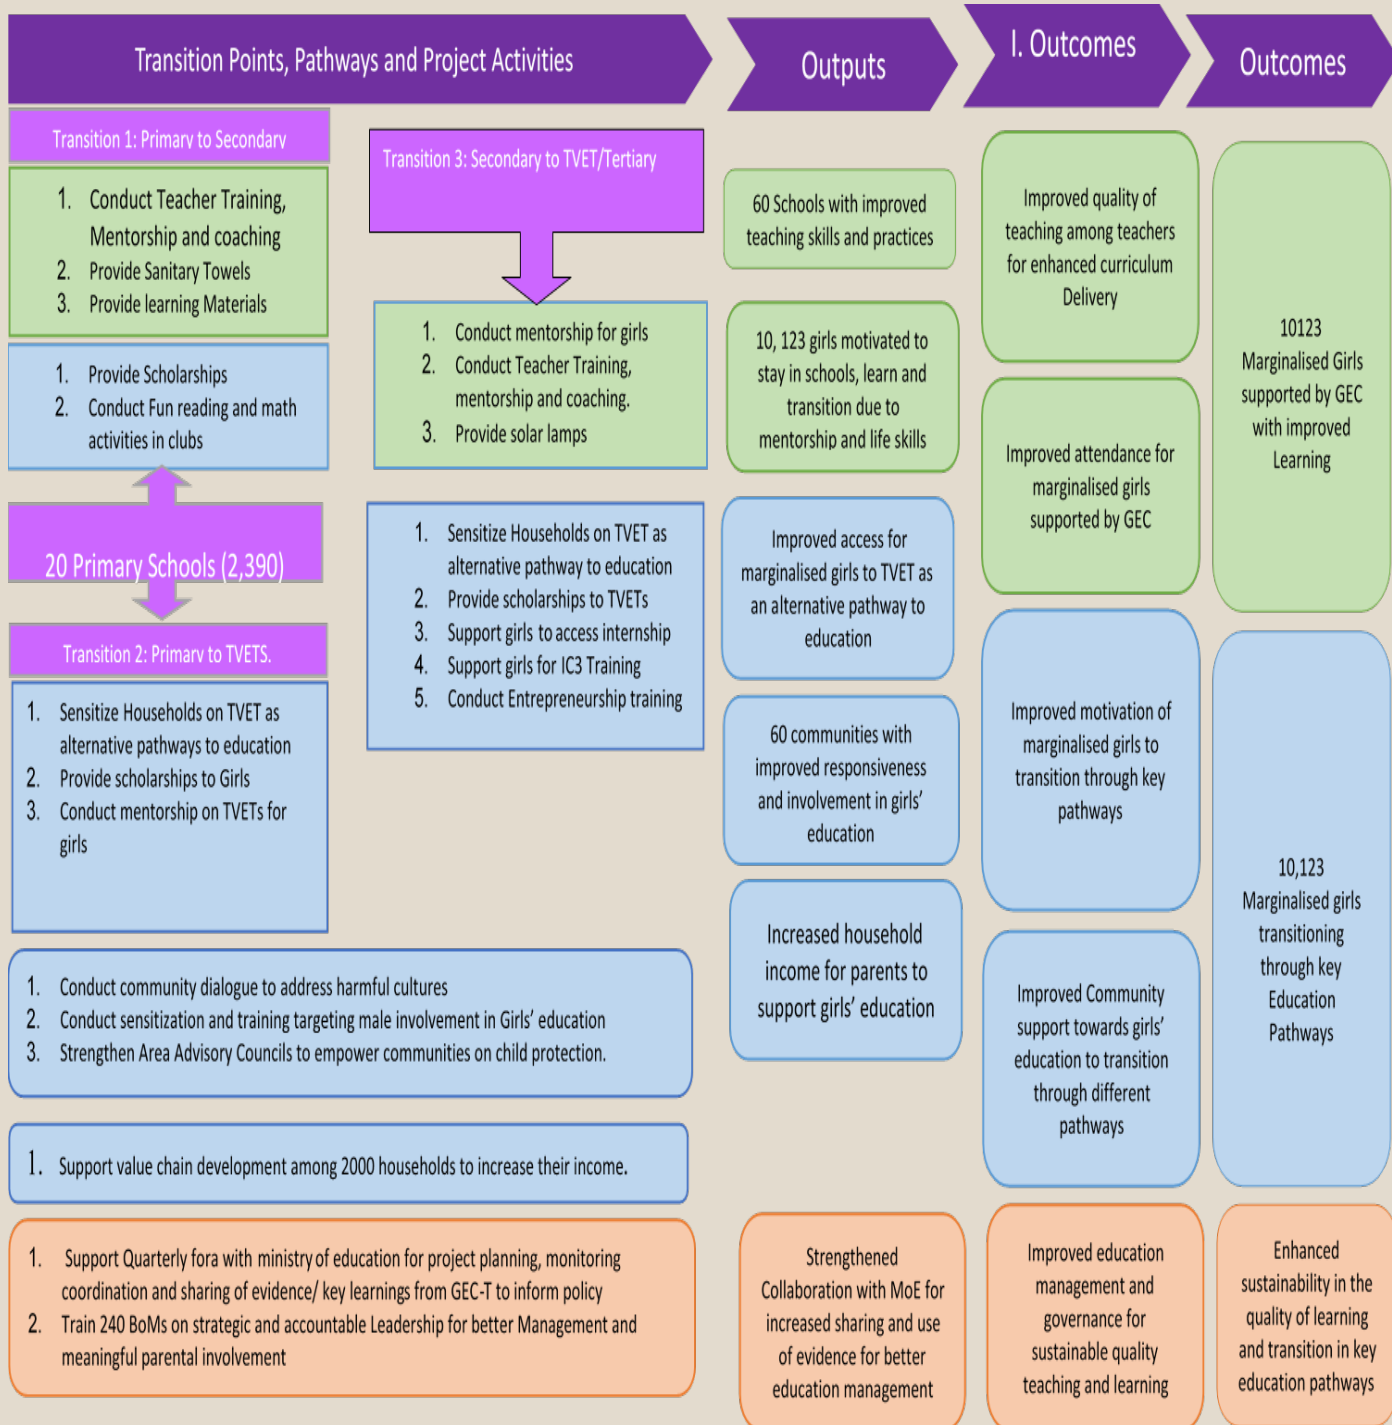 Transition Points, Pathways and Project Activities
Outputs
I. Outcomes
Outcomes
Transition 1: Primary to Secondary
1. Conduct Teacher Training,
Mentorship and coaching
2. Provide Sanitary Towels
3. Provide learning Materials
1. Provide Scholarships
2. Conduct Fun reading and math
activities in clubs
20 Primary Schools (2,390)
Transition 2: Primary to TVETS.
1. Sensitize Households on TVET as
alternative pathways to education
2. Provide scholarships to Girls
3. Conduct mentorship on TVETs for
girls
Transition 3: Secondary to TVET/Tertiary
1. Conduct mentorship for girls
2. Conduct Teacher Training,
mentorship and coaching.
3. Provide solar lamps
1. Sensitize Households on TVET as
alternative pathway to education
2. Provide scholarships to TVETs
3. Support girls to access internship
4. Support girls for IC3 Training
5. Conduct Entrepreneurship training
1. Conduct community dialogue to address harmful cultures
2. Conduct sensitization and training targeting male involvement in Girls’ education
3. Strengthen Area Advisory Councils to empower communities on child protection.
1. Support value chain development among 2000 households to increase their income.
1. Support Quarterly fora with ministry of education for project planning, monitoring
coordination and sharing of evidence/ key learnings from GEC-T to inform policy
2. Train 240 BoMs on strategic and accountable Leadership for better Management and
meaningful parental involvement
60 Schools with improved
teaching skills and practices
10, 123 girls motivated to
stay in schools, learn and
transition due to
mentorship and life skills
Improved access for
marginalised girls to TVET as
an alternative pathway to
education
60 communities with
improved responsiveness
and involvement in girls’
education
Increased household
income for parents to
support girls’ education
Strengthened
Collaboration with MoE for
increased sharing and use
of evidence for better
education management
Improved quality of
teaching among teachers
for enhanced curriculum
Delivery
Improved attendance for
marginalised girls
supported by GEC
Improved motivation of
marginalised girls to
transition through key
pathways
Improved Community
support towards girls’
education to transition
through different
pathways
Improved education
management and
governance for
sustainable quality
teaching and learning
10123
Marginalised Girls
supported by GEC
with improved
Learning
10,123
Marginalised girls
transitioning
through key
Education
Pathways
Enhanced
sustainability in the
quality of learning
and transition in key
education pathways